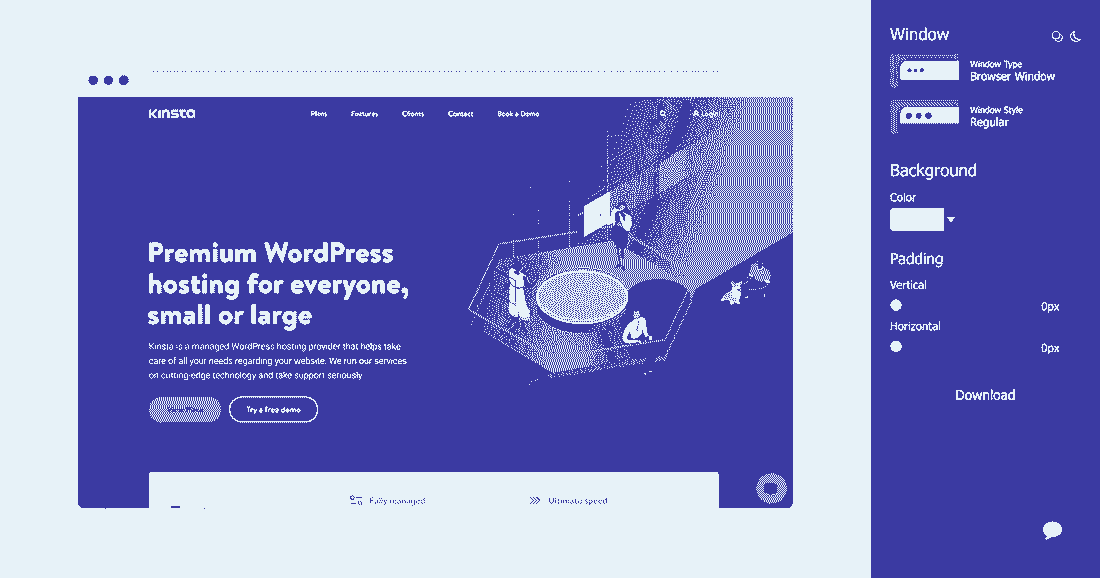 Kinsta
Plans Features Clients Contact Book a Demo Login
Premium WordPress
hosting for everyone,
small or large
Kinsta is a managed WordPress hosting provider that helps take
care of all your needs regarding your website. We run our services
on cutting-edge technology and take support seriously
Try a free demo
Fully managed
Ultimate speed
Window
Window Type
Browser Window
Window Style
Regular
Background
Color
Padding
Vertical
0px
Horizontal
0px
Download